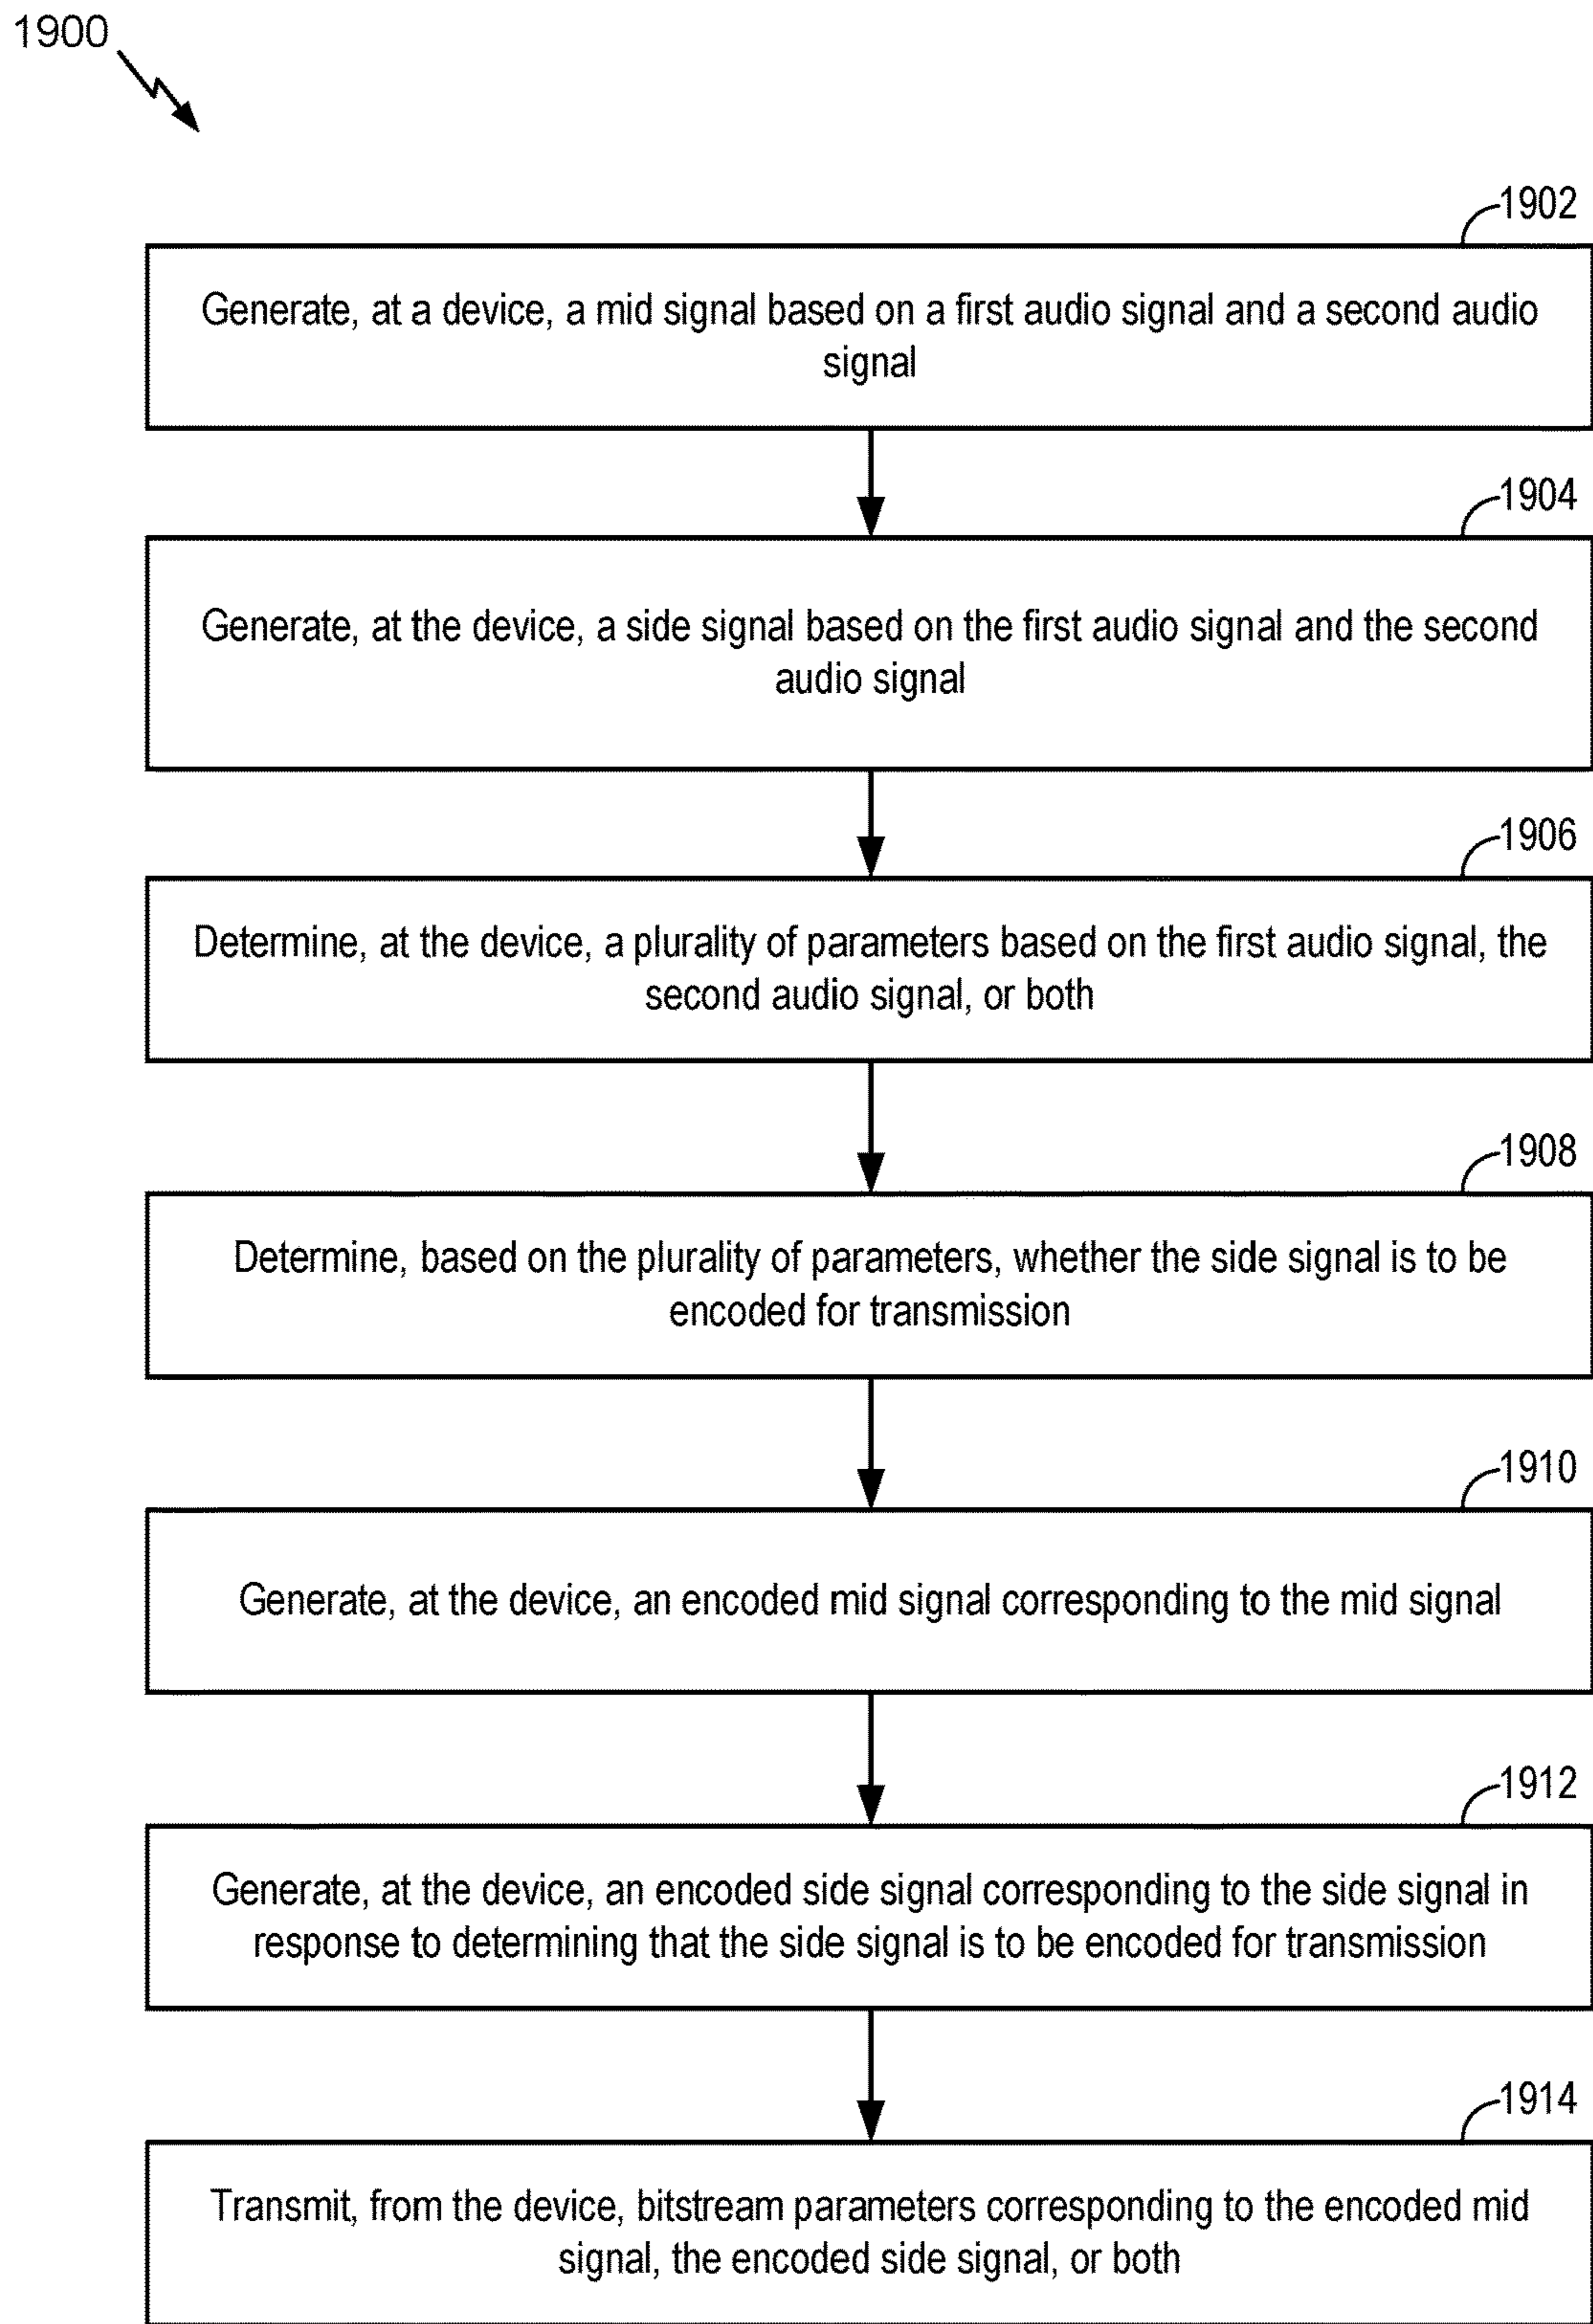 1900
1902
Generate, at a device, a mid signal based on a first audio signal and a second audio
signal
1904
Generate, at the device, a side signal based on the first audio signal and the second
audio signal
1906
Determine, at the device, a plurality of parameters based on the first audio signal, the
second audio signal, or both
1908
Determine, based on the plurality of parameters, whether the side signal is to be
encoded for transmission
1910
Generate, at the device, an encoded mid signal corresponding to the mid signal
1912
Generate, at the device, an encoded side signal corresponding to the side signal in
response to determining that the side signal is to be encoded for transmission
1914
Transmit, from the device, bitstream parameters corresponding to the encoded mid
signal, the encoded side signal, or both